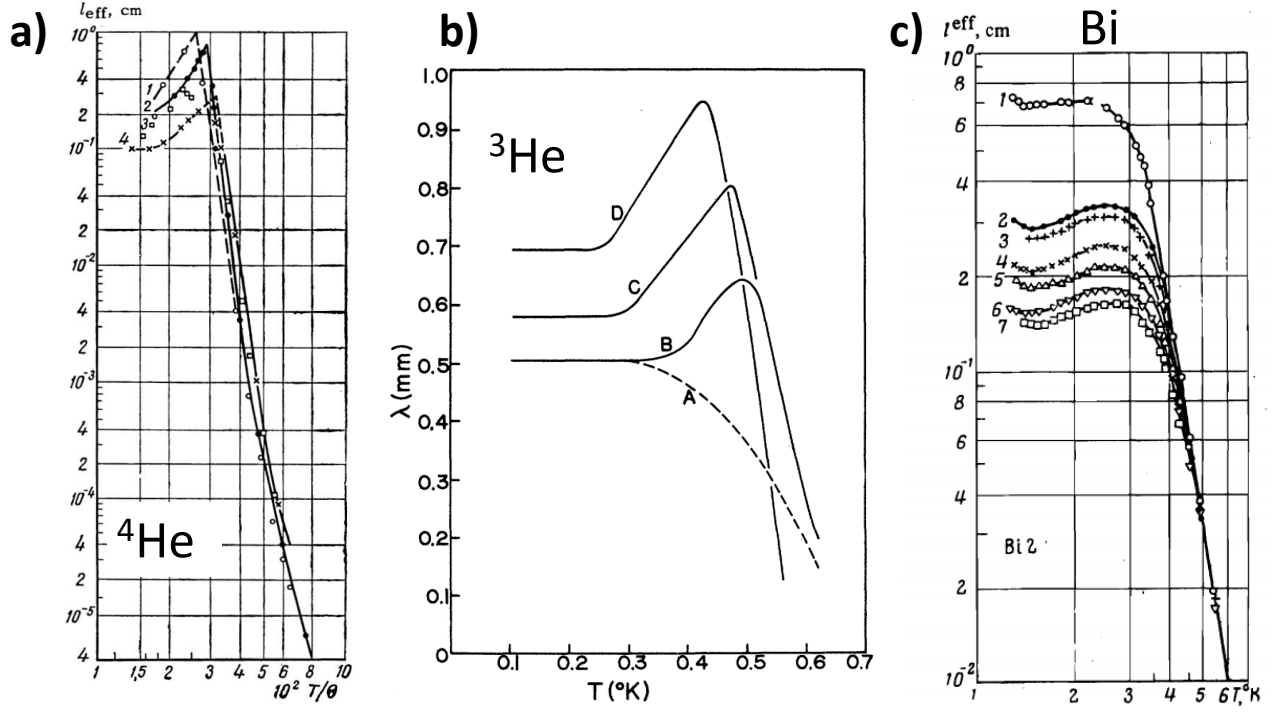 a)
l_eff, cm
10⁰
4
2
10⁻¹
4
2
10⁻²
4
2
10⁻³
4
2
10⁻⁴
4
2
10⁻⁵
4
1
2
3
4
⁴He
1 1,5 2 3 4 5 6 8 10
10² T/θ
b)
1.0
0.9
0.8
0.7
0.6
0.5
0.4
0.3
0.2
0.1
0
λ (mm)
³He
D
C
B
A
0.1 0.2 0.3 0.4 0.5 0.6 0.7
T (°K)
c)
Bi
l^eff, cm
10⁰
8
6
4
2
10⁻¹
8
6
4
2
10⁻²
1
2
3
4
5
6
7
Bi 2
1 2 3 4 5 6 T,°K